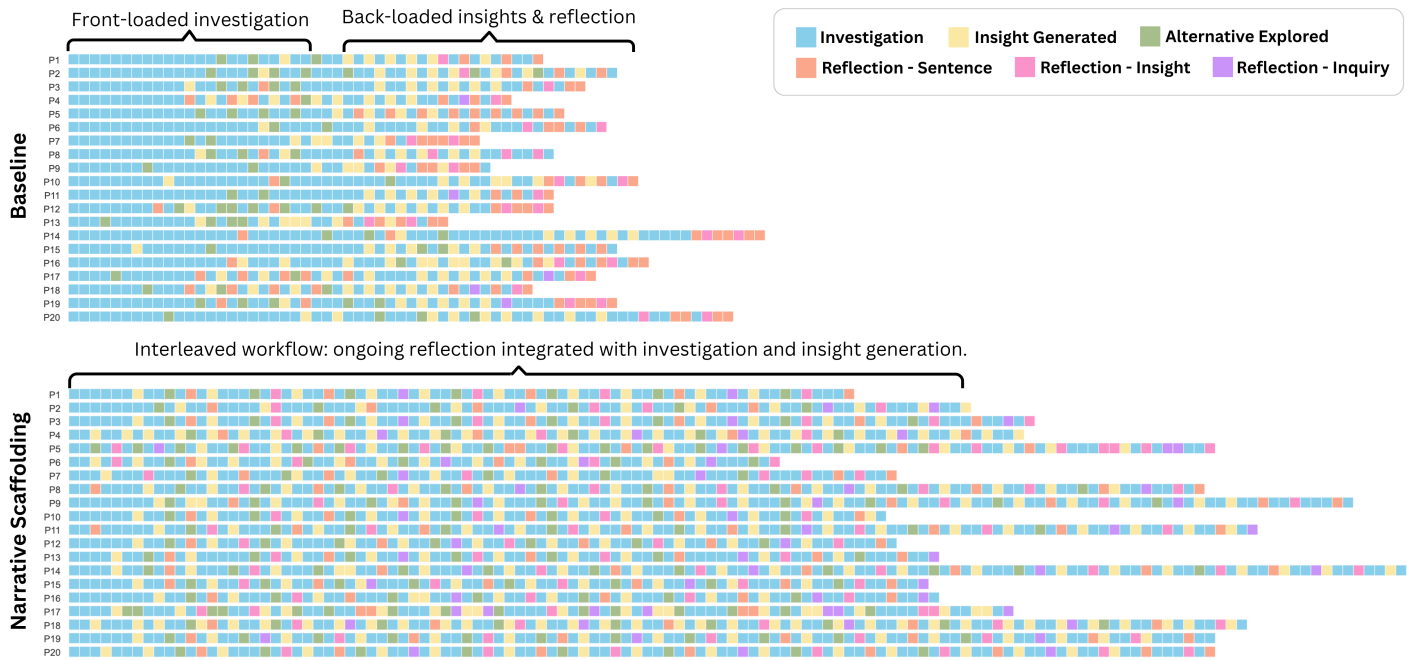 Front-loaded investigation
Back-loaded insights & reflection
Investigation
Insight Generated
Alternative Explored
Reflection - Sentence
Reflection - Insight
Reflection - Inquiry
Baseline
P1
P2
P3
P4
P5
P6
P7
P8
P9
P10
P11
P12
P13
P14
P15
P16
P17
P18
P19
P20
Interleaved workflow: ongoing reflection integrated with investigation and insight generation.
Narrative Scaffolding
P1
P2
P3
P4
P5
P6
P7
P8
P9
P10
P11
P12
P13
P14
P15
P16
P17
P18
P19
P20